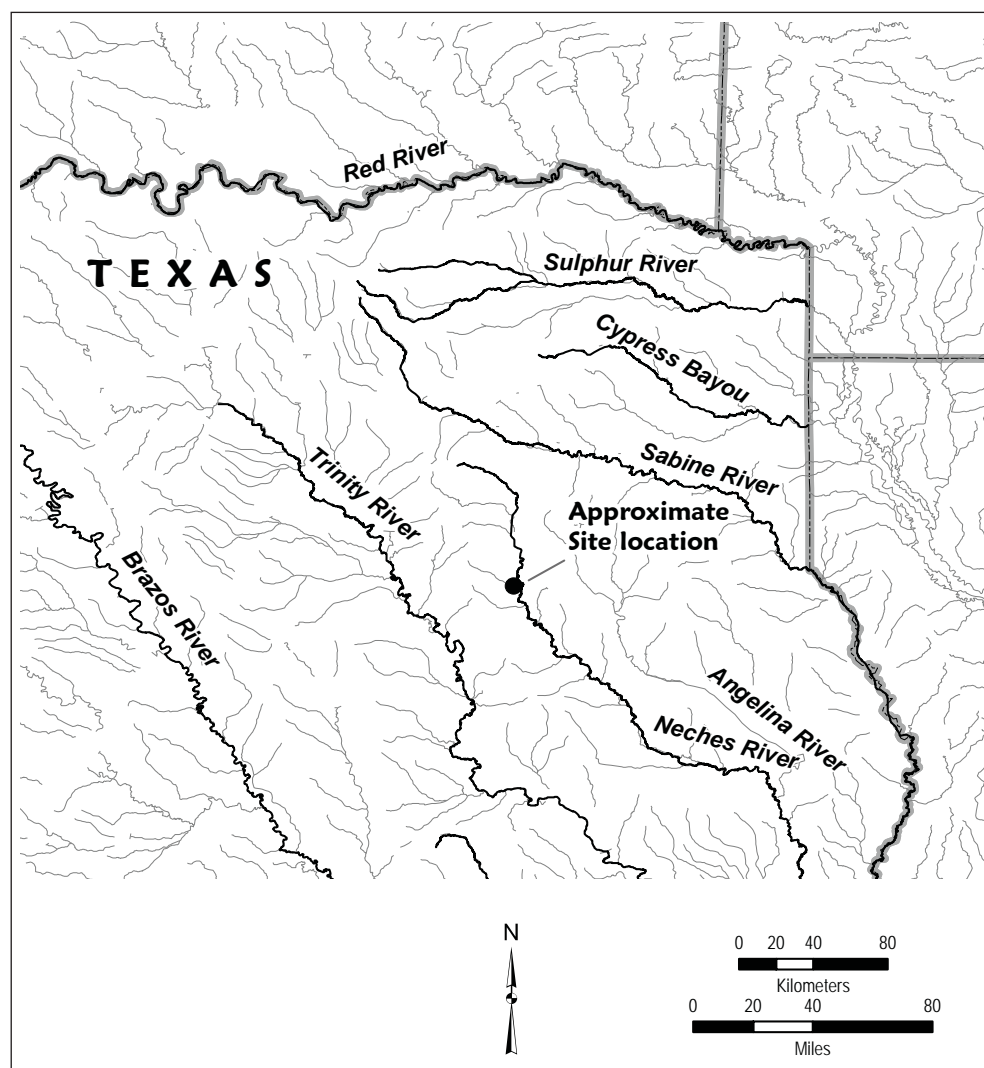 Red River
TEXAS
Sulphur River
Cypress Bayou
Sabine River
Trinity River
Approximate
Site location
Brazos River
Angelina River
Neches River
N
0 20 40 80
Kilometers
0 20 40 80
Miles